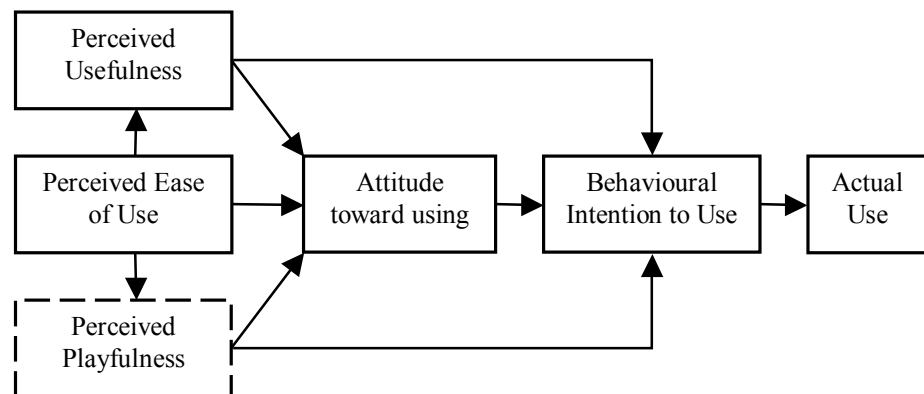 Perceived
Usefulness
Perceived Ease
of Use
Attitude
toward using
Behavioural
Intention to Use
Actual
Use
Perceived
Playfulness